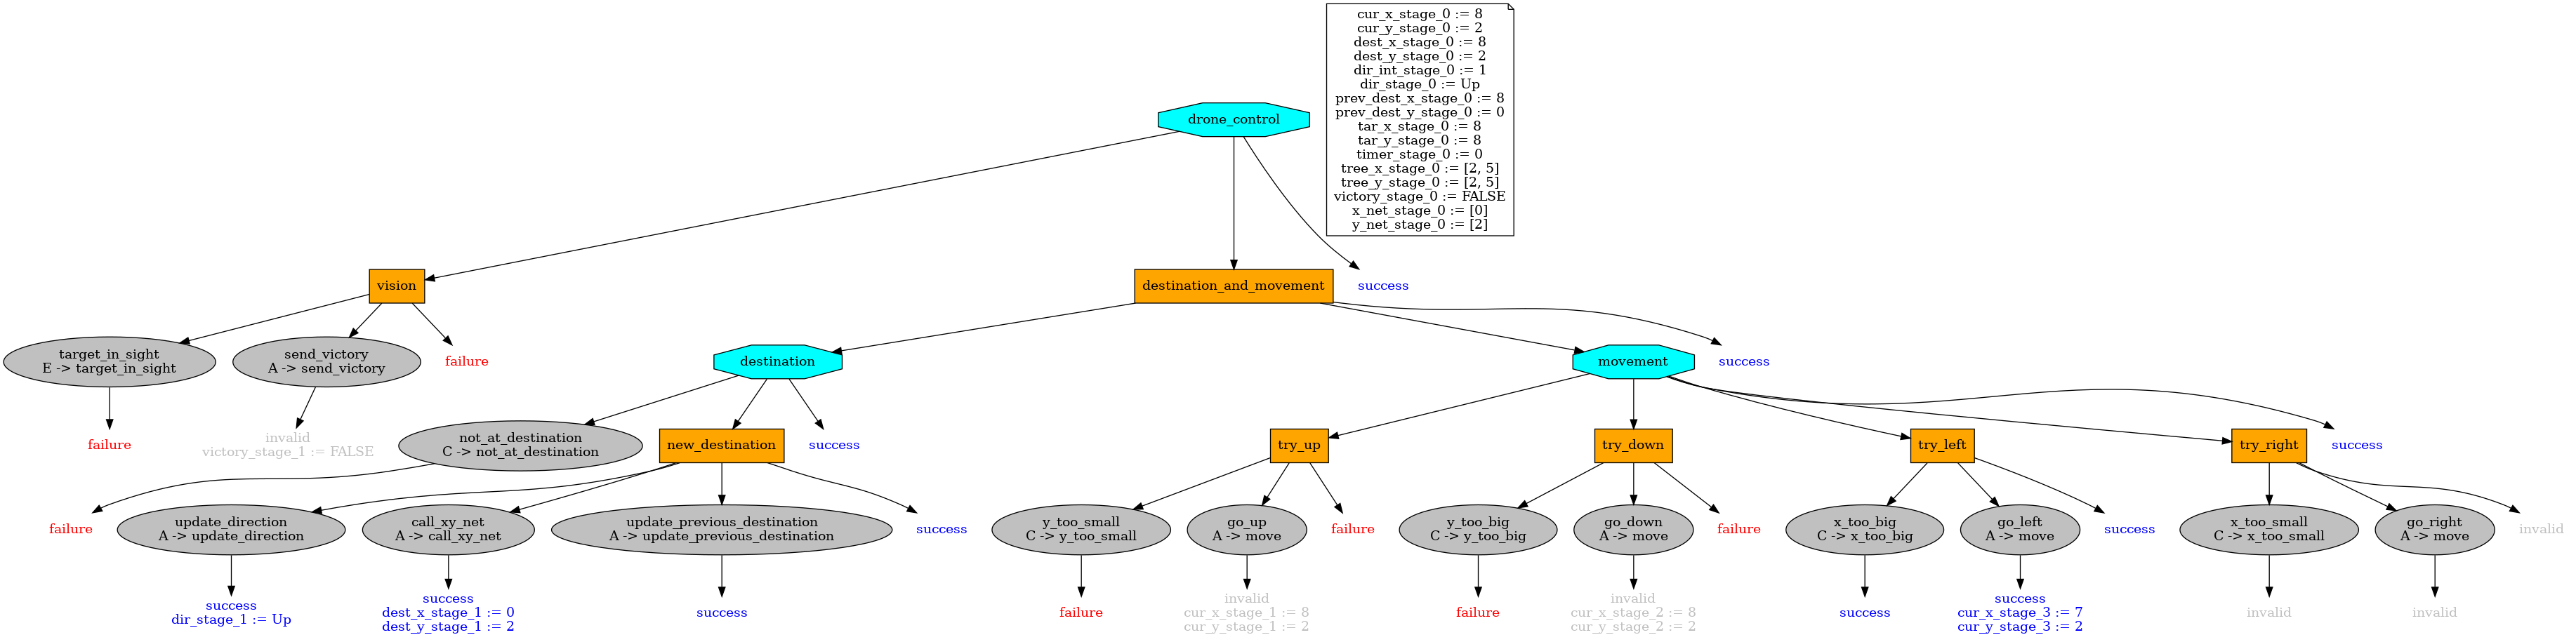 cur_x_stage_0 := 8
cur_y_stage_0 := 2
dest_x_stage_0 := 8
dest_y_stage_0 := 2
dir_int_stage_0 := 1
dir_stage_0 := Up
prev_dest_x_stage_0 := 8
prev_dest_y_stage_0 := 0
tar_x_stage_0 := 8
tar_y_stage_0 := 8
timer_stage_0 := 0
tree_x_stage_0 := [2, 5]
tree_y_stage_0 := [2, 5]
victory_stage_0 := FALSE
x_net_stage_0 := [0]
y_net_stage_0 := [2]
drone_control
vision
destination_and_movement
success
target_in_sight
E -> target_in_sight
send_victory
A -> send_victory
failure
destination
movement
success
failure
invalid
victory_stage_1 := FALSE
not_at_destination
C -> not_at_destination
new_destination
success
try_up
try_down
try_left
try_right
success
failure
update_direction
A -> update_direction
call_xy_net
A -> call_xy_net
update_previous_destination
A -> update_previous_destination
success
y_too_small
C -> y_too_small
go_up
A -> move
failure
y_too_big
C -> y_too_big
go_down
A -> move
failure
x_too_big
C -> x_too_big
go_left
A -> move
success
x_too_small
C -> x_too_small
go_right
A -> move
invalid
success
dir_stage_1 := Up
success
dest_x_stage_1 := 0
dest_y_stage_1 := 2
success
failure
invalid
cur_x_stage_1 := 8
cur_y_stage_1 := 2
failure
invalid
cur_x_stage_2 := 8
cur_y_stage_2 := 2
success
success
cur_x_stage_3 := 7
cur_y_stage_3 := 2
invalid
invalid